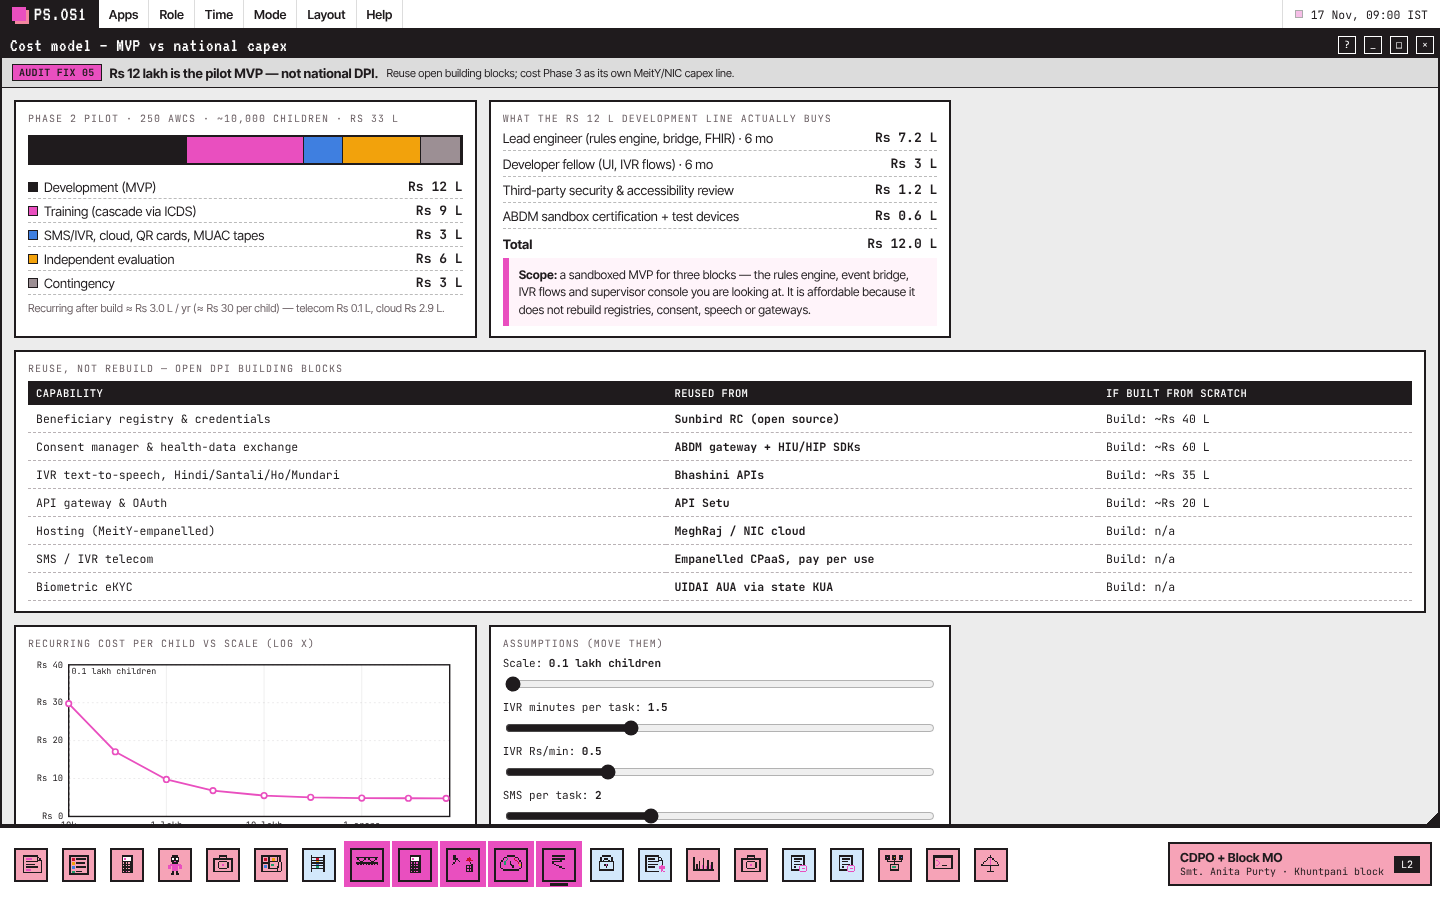 PS.OS1 Apps Role Time Mode Layout Help 17 Nov, 09:00 IST
Cost model - MVP vs national capex
AUDIT FIX 05 Rs 12 lakh is the pilot MVP — not national DPI. Reuse open building blocks; cost Phase 3 as its own MeitY/NIC capex line.
PHASE 2 PILOT · 250 AWCS · ~10,000 CHILDREN · RS 33 L
Development (MVP) Rs 12 L
Training (cascade via ICDS) Rs 9 L
SMS/IVR, cloud, QR cards, MUAC tapes Rs 3 L
Independent evaluation Rs 6 L
Contingency Rs 3 L
Recurring after build ≈ Rs 3.0 L / yr (≈ Rs 30 per child) — telecom Rs 0.1 L, cloud Rs 2.9 L.
WHAT THE RS 12 L DEVELOPMENT LINE ACTUALLY BUYS
Lead engineer (rules engine, bridge, FHIR) · 6 mo Rs 7.2 L
Developer fellow (UI, IVR flows) · 6 mo Rs 3 L
Third-party security & accessibility review Rs 1.2 L
ABDM sandbox certification + test devices Rs 0.6 L
Total Rs 12.0 L
Scope: a sandboxed MVP for three blocks — the rules engine, event bridge,
IVR flows and supervisor console you are looking at. It is affordable because it
does not rebuild registries, consent, speech or gateways.
REUSE, NOT REBUILD — OPEN DPI BUILDING BLOCKS
CAPABILITY REUSED FROM IF BUILT FROM SCRATCH
Beneficiary registry & credentials Sunbird RC (open source) Build: ~Rs 40 L
Consent manager & health-data exchange ABDM gateway + HIU/HIP SDKs Build: ~Rs 60 L
IVR text-to-speech, Hindi/Santali/Ho/Mundari Bhashini APIs Build: ~Rs 35 L
API gateway & OAuth API Setu Build: ~Rs 20 L
Hosting (MeitY-empanelled) MeghRaj / NIC cloud Build: n/a
SMS / IVR telecom Empanelled CPaaS, pay per use Build: n/a
Biometric eKYC UIDAI AUA via state KUA Build: n/a
RECURRING COST PER CHILD VS SCALE (LOG X)
0.1 lakh children
Rs 40
Rs 30
Rs 20
Rs 10
Rs 0
ASSUMPTIONS (MOVE THEM)
Scale: 0.1 lakh children
IVR minutes per task: 1.5
IVR Rs/min: 0.5
SMS per task: 2
CDPO + Block MO
Smt. Anita Purty · Khuntpani block L2